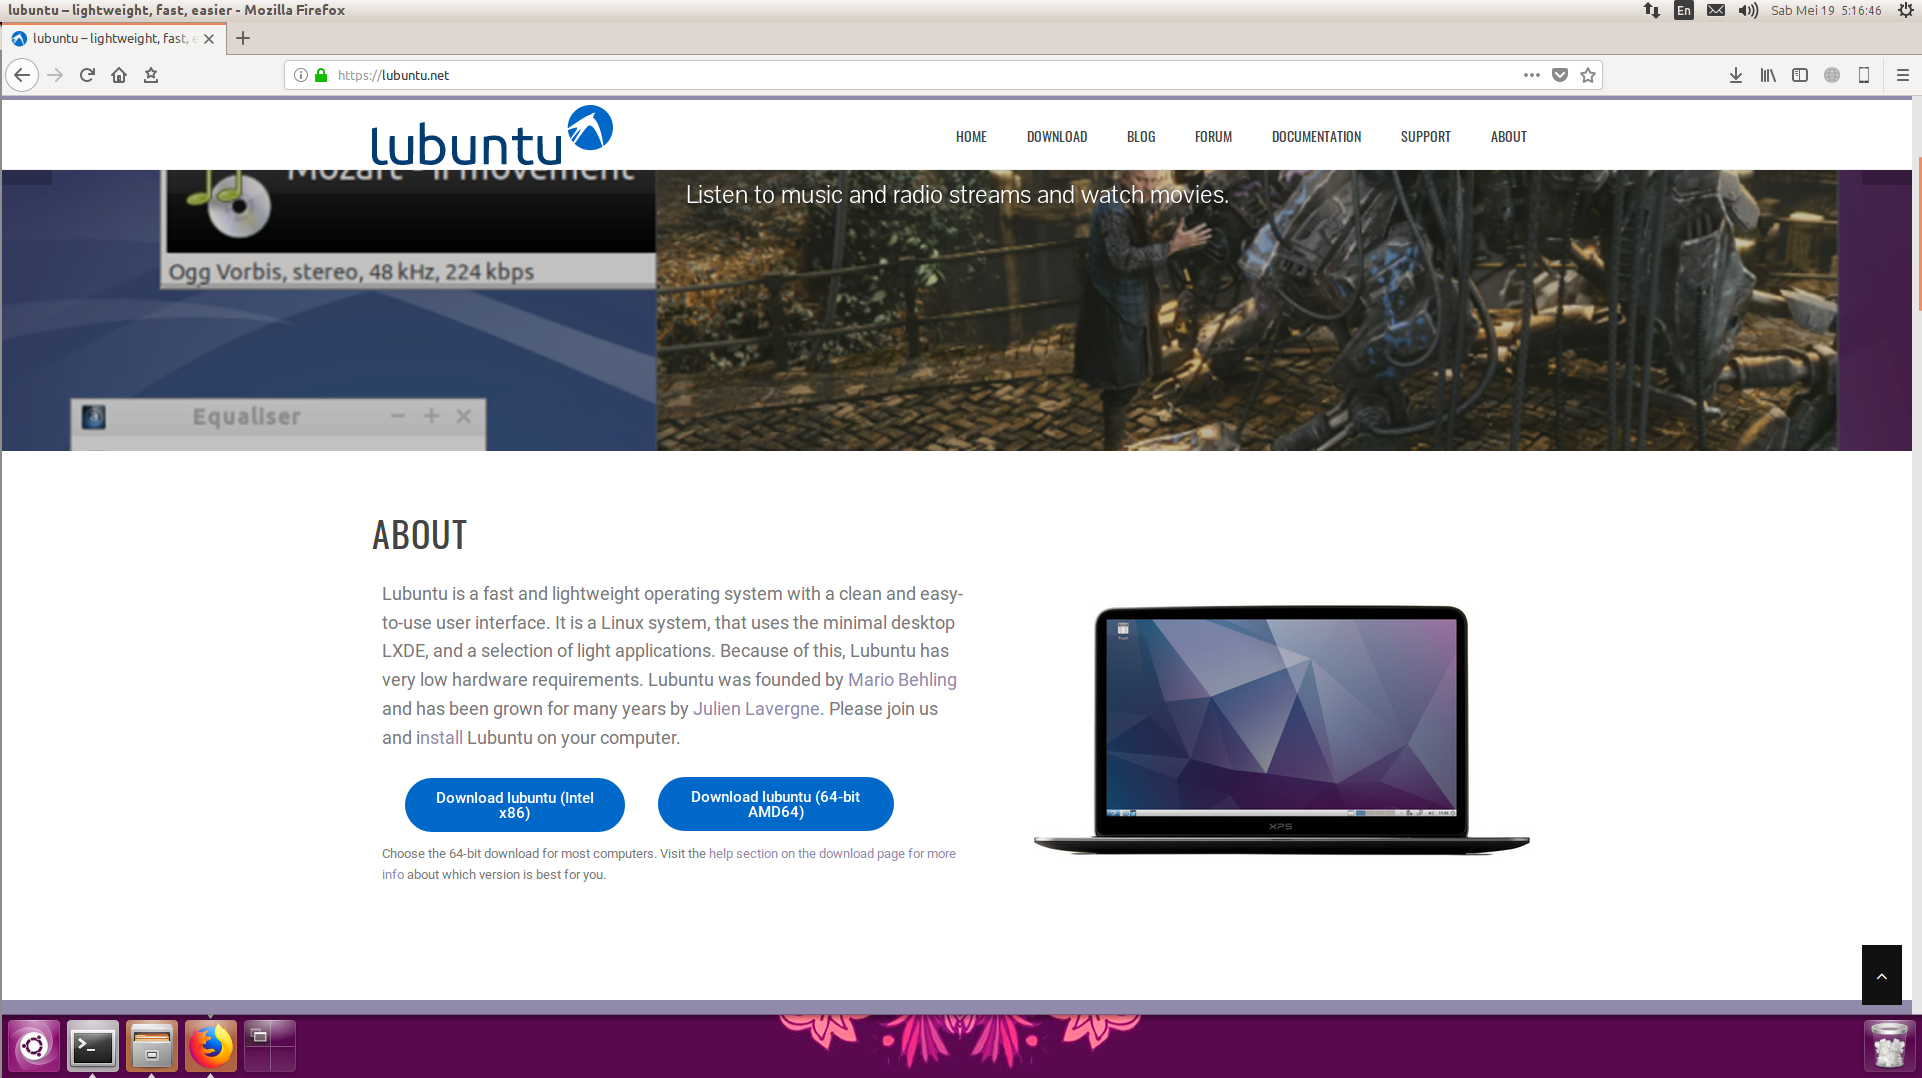 lubuntu – lightweight, fast, easier - Mozilla Firefox
En
Sab Mei 19 5:16:46
lubuntu – lightweight, fast, e
https://lubuntu.net
lubuntu
HOME
DOWNLOAD
BLOG
FORUM
DOCUMENTATION
SUPPORT
ABOUT
Mozart - II movement
Listen to music and radio streams and watch movies.
Ogg Vorbis, stereo, 48 kHz, 224 kbps
Equaliser
ABOUT
Lubuntu is a fast and lightweight operating system with a clean and easy-
to-use user interface. It is a Linux system, that uses the minimal desktop
LXDE, and a selection of light applications. Because of this, Lubuntu has
very low hardware requirements. Lubuntu was founded by Mario Behling
and has been grown for many years by Julien Lavergne. Please join us
and install Lubuntu on your computer.
Download lubuntu (Intel
x86)
Download lubuntu (64-bit
AMD64)
Choose the 64-bit download for most computers. Visit the help section on the download page for more
info about which version is best for you.
XPS